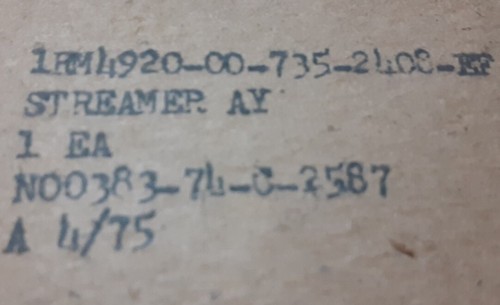 1RM4920-00-735-2408-EF
STREAMER AY
1 EA
N00383-74-C-2587
A 4/75